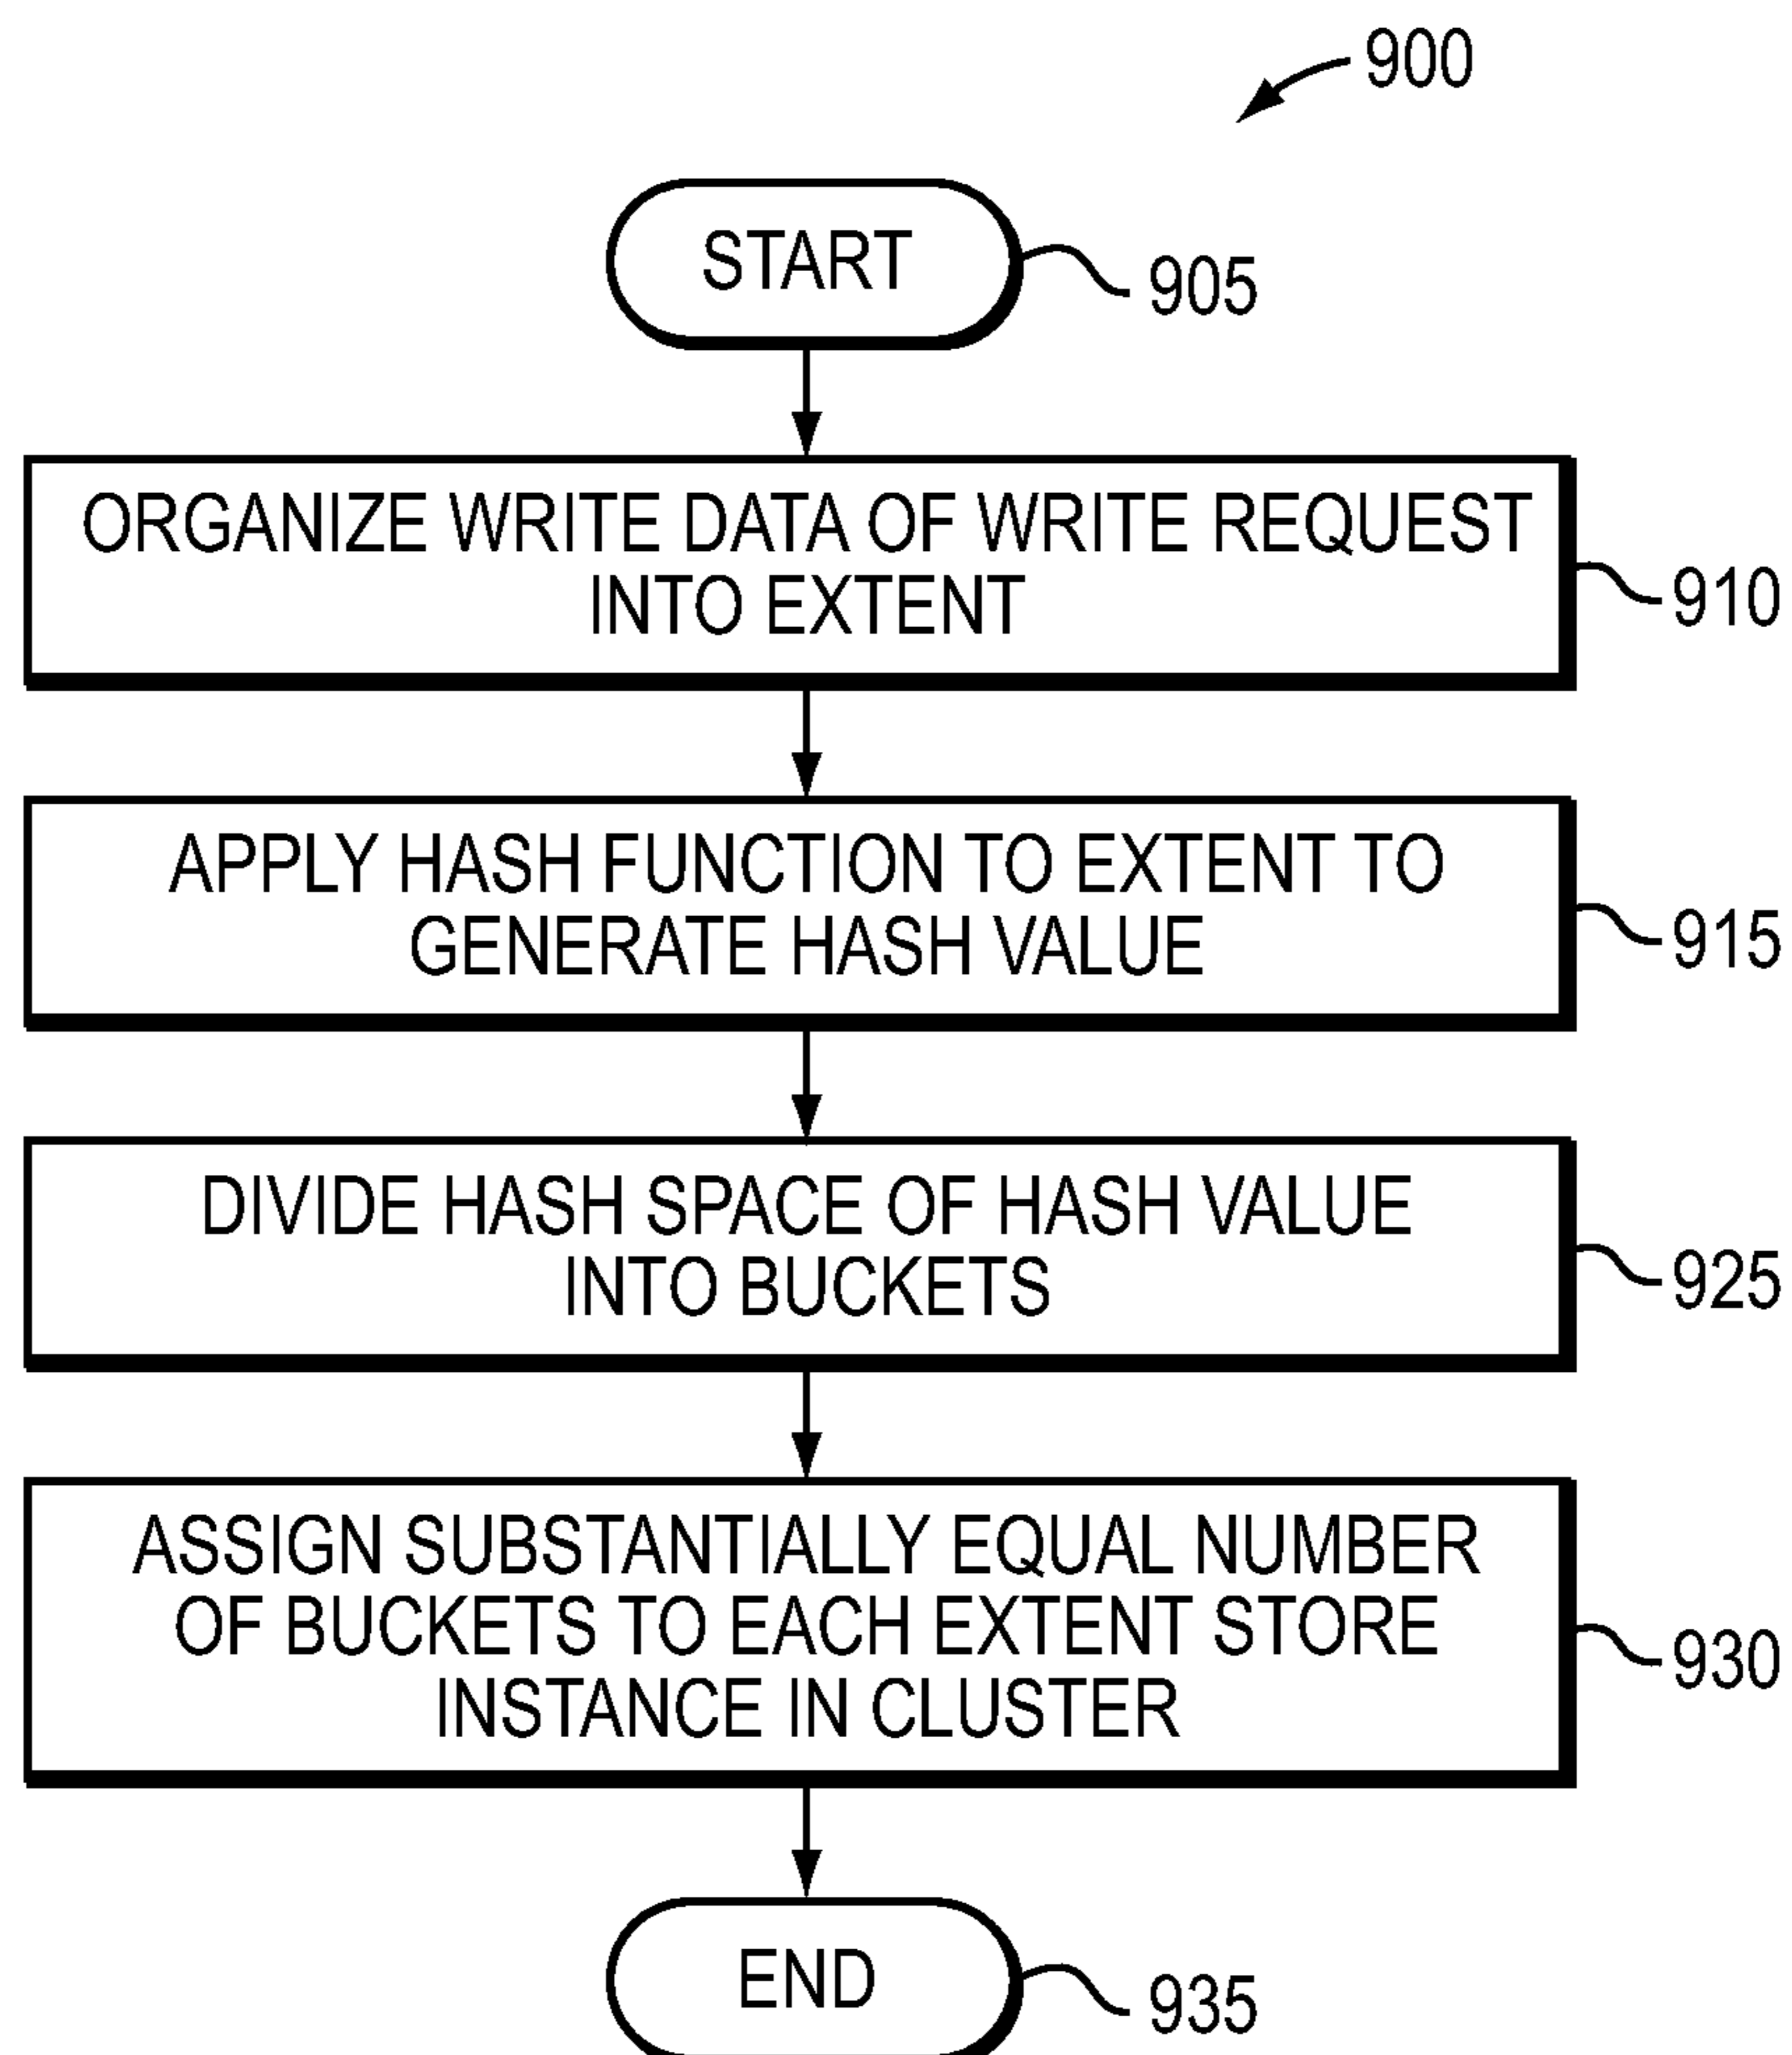 900
START
905
ORGANIZE WRITE DATA OF WRITE REQUEST
INTO EXTENT
910
APPLY HASH FUNCTION TO EXTENT TO
GENERATE HASH VALUE
915
DIVIDE HASH SPACE OF HASH VALUE
INTO BUCKETS
925
ASSIGN SUBSTANTIALLY EQUAL NUMBER
OF BUCKETS TO EACH EXTENT STORE
INSTANCE IN CLUSTER
930
END
935